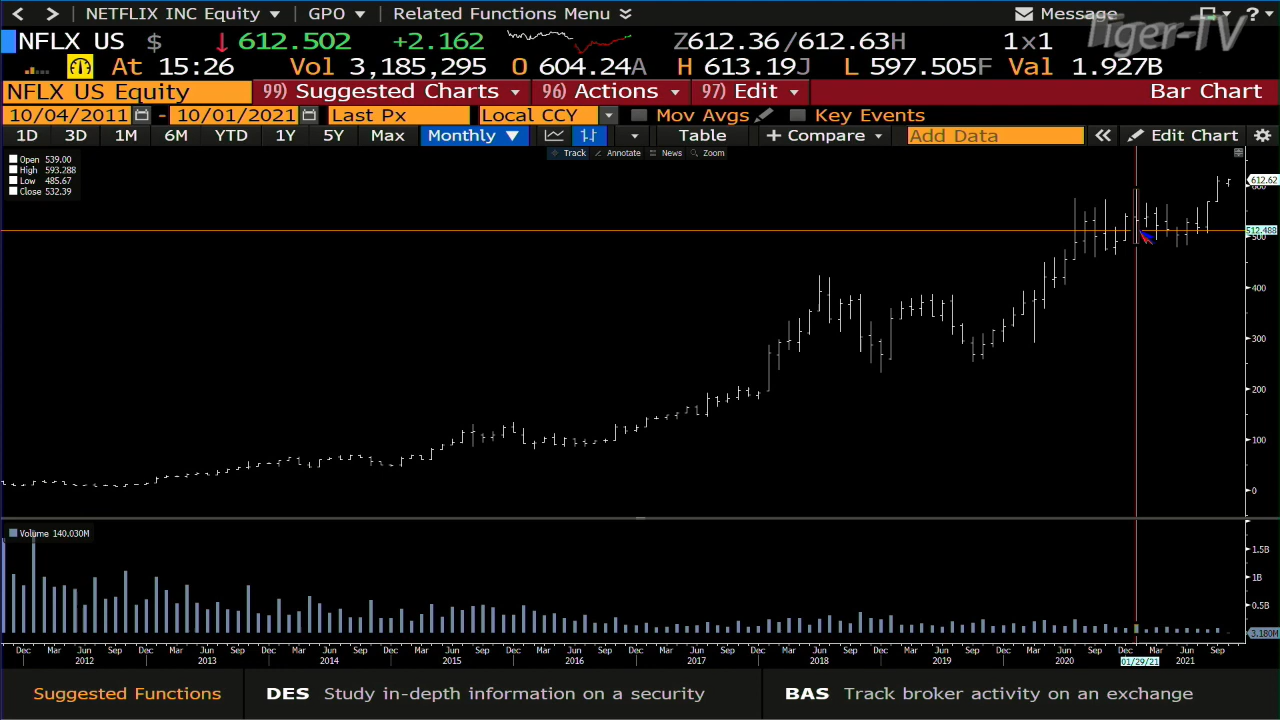 NETFLIX INC Equity GPO Related Functions Menu Message ?
Tiger-TV
NFLX US $ 612.502 +2.162 Z612.36/612.63H 1x1
At 15:26 Vol 3,185,295 O 604.24A H 613.19J L 597.505F Val 1.927B
NFLX US Equity 99) Suggested Charts 96) Actions 97) Edit Bar Chart
10/04/2011 - 10/01/2021 Last Px Local CCY Mov Avgs Key Events
1D 3D 1M 6M YTD 1Y 5Y Max Monthly Table + Compare Add Data Edit Chart
Track Annotate News Zoom
Open 539.00
High 593.288
Low 485.67
Close 532.39
612.62
600
512.488
500
400
300
200
100
0
Volume 140.030M
1.5B
1B
0.5B
3.180M
Dec Mar Jun Sep Dec Mar Jun Sep Dec Mar Jun Sep Dec Mar Jun Sep Dec Mar Jun Sep Dec Mar Jun Sep Dec Mar Jun Sep Dec Mar Jun Sep Dec Mar Jun Sep Dec Mar Jun Sep
2012 2013 2014 2015 2016 2017 2018 2019 2020 01/29/21 2021
Suggested Functions DES Study in-depth information on a security BAS Track broker activity on an exchange